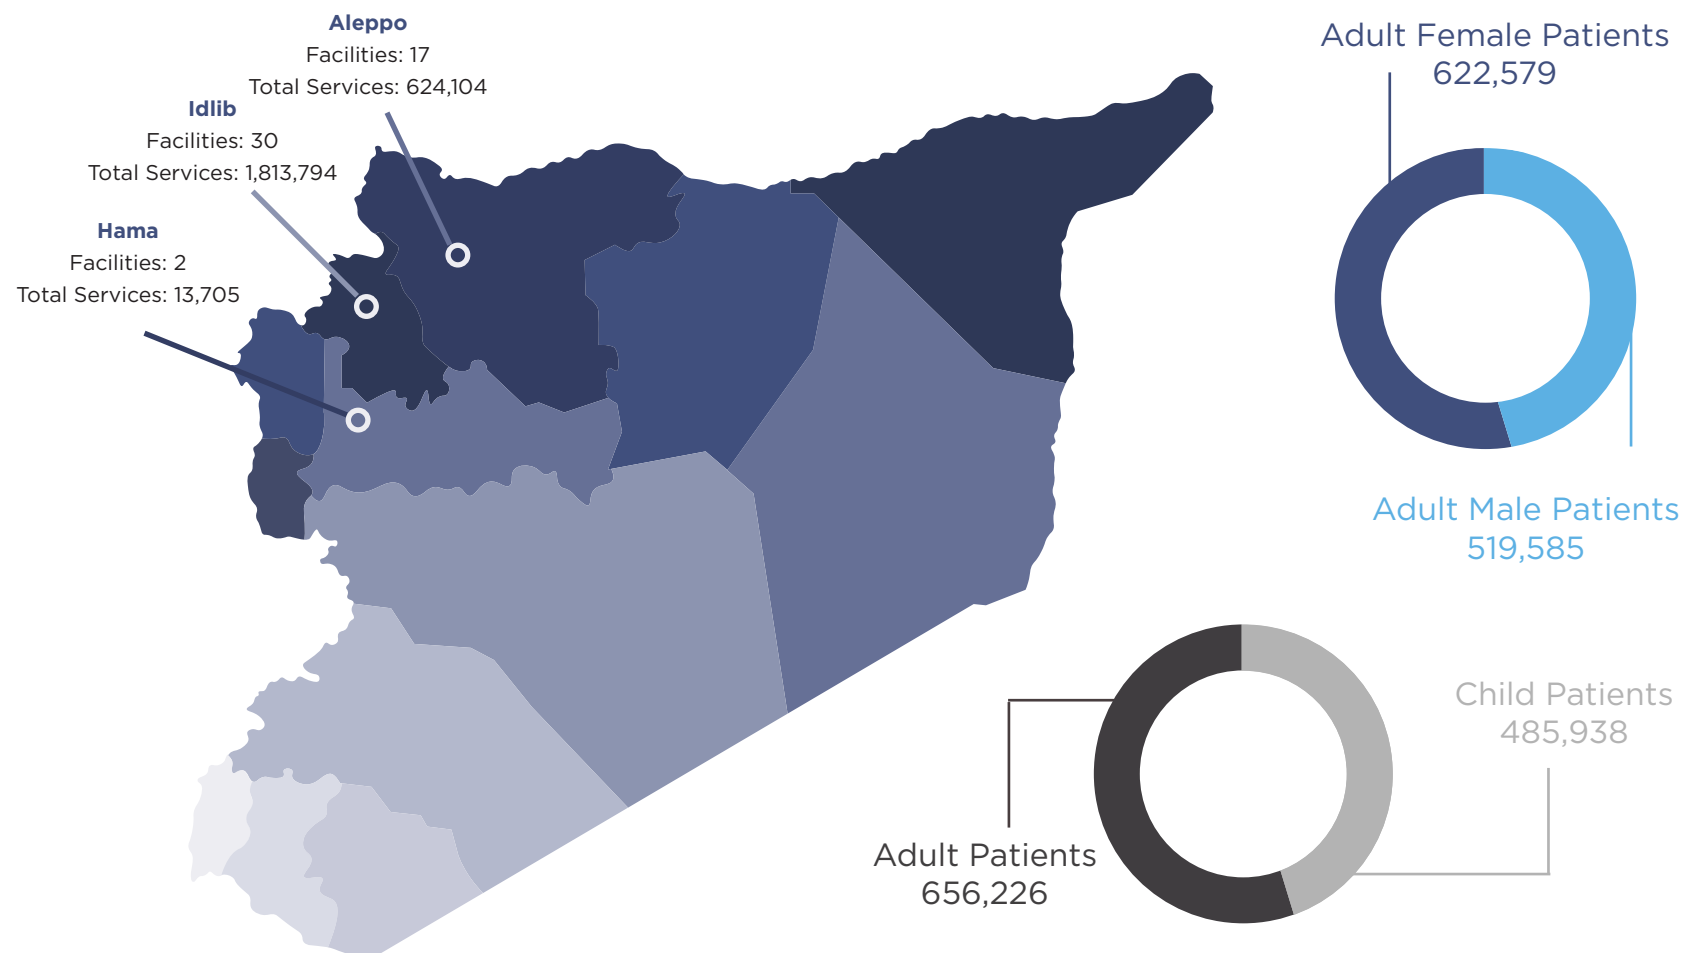 Aleppo
Facilities: 17
Total Services: 624,104
Idlib
Facilities: 30
Total Services: 1,813,794
Hama
Facilities: 2
Total Services: 13,705
Adult Female Patients
622,579
Adult Male Patients
519,585
Child Patients
485,938
Adult Patients
656,226